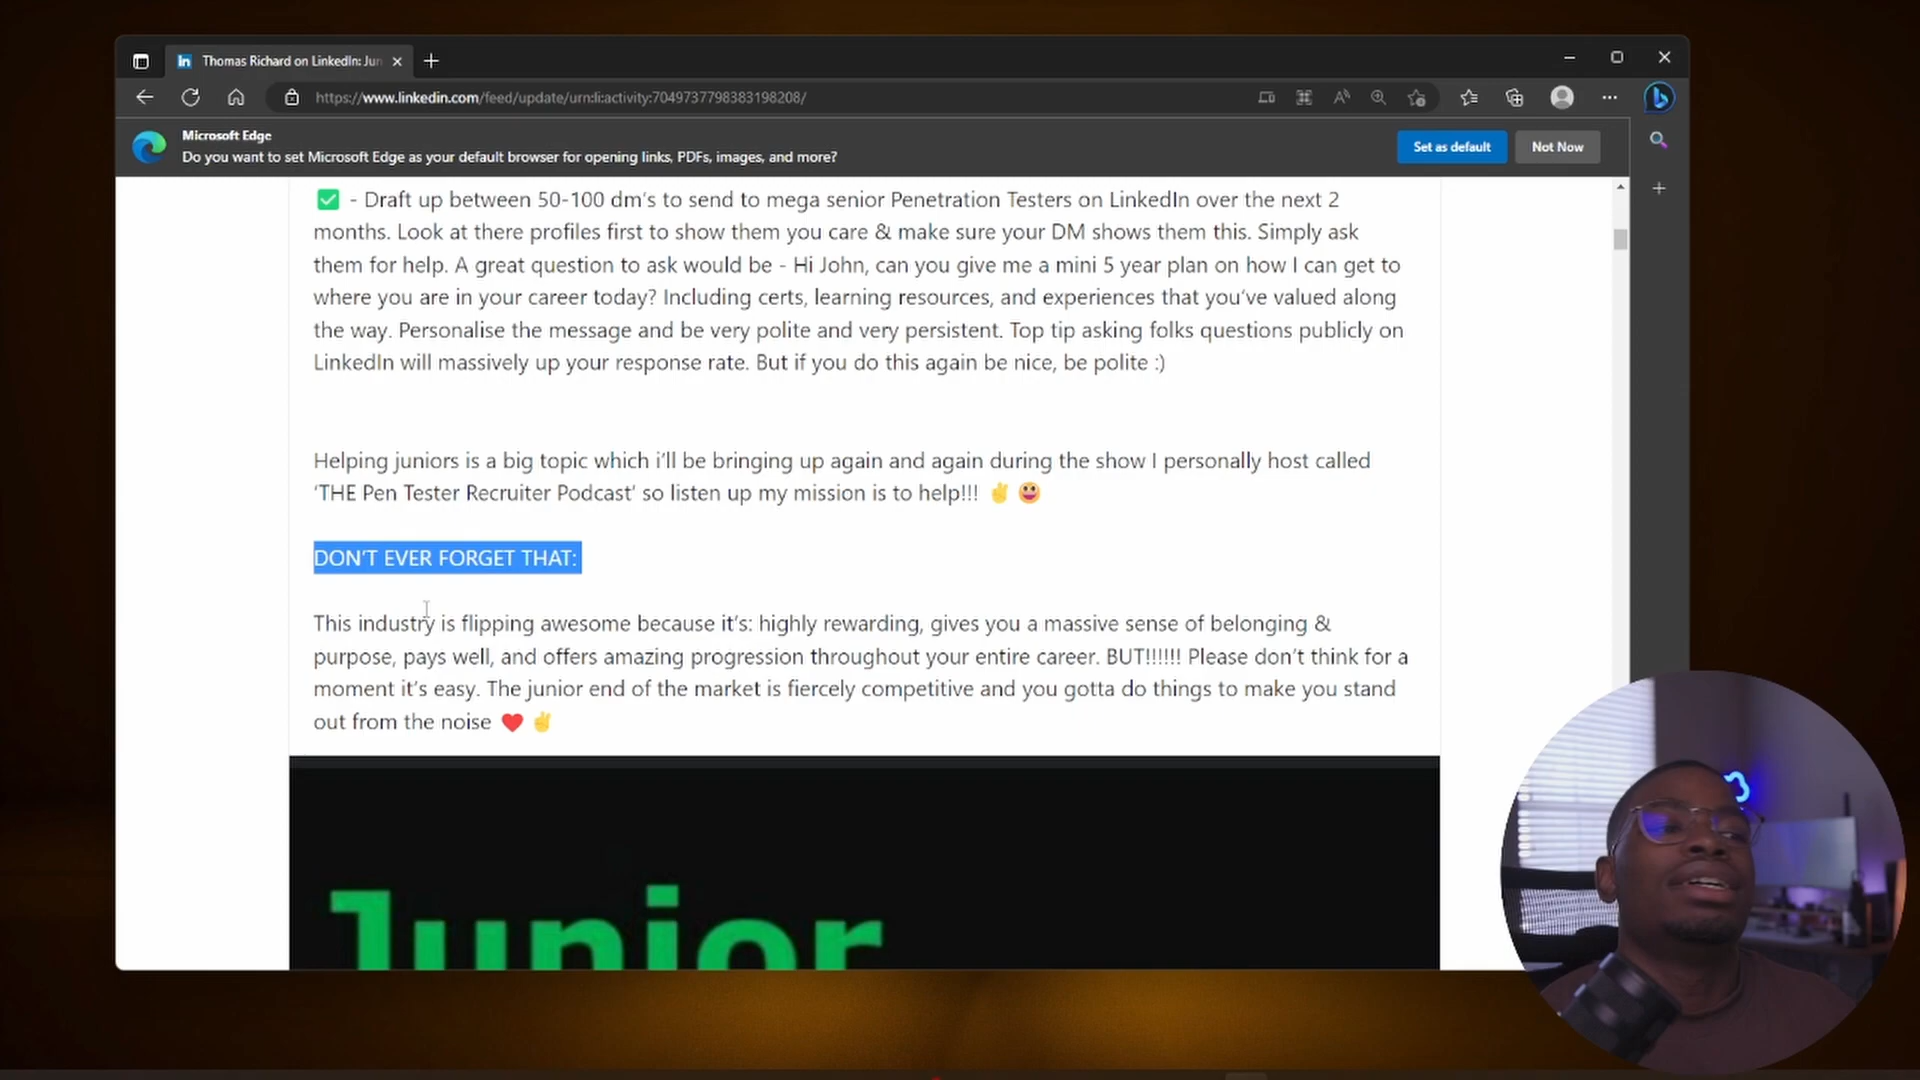 Thomas Richard on LinkedIn: Jun
https://www.linkedin.com/feed/update/urn:li:activity:7049737798383198208/
Microsoft Edge
Do you want to set Microsoft Edge as your default browser for opening links, PDFs, images, and more?
Set as default
Not Now
✅ - Draft up between 50-100 dm's to send to mega senior Penetration Testers on LinkedIn over the next 2
months. Look at there profiles first to show them you care & make sure your DM shows them this. Simply ask
them for help. A great question to ask would be - Hi John, can you give me a mini 5 year plan on how I can get to
where you are in your career today? Including certs, learning resources, and experiences that you've valued along
the way. Personalise the message and be very polite and very persistent. Top tip asking folks questions publicly on
LinkedIn will massively up your response rate. But if you do this again be nice, be polite :)
Helping juniors is a big topic which i'll be bringing up again and again during the show I personally host called
'THE Pen Tester Recruiter Podcast' so listen up my mission is to help!!! ✌️😃
DON'T EVER FORGET THAT:
This industry is flipping awesome because it's: highly rewarding, gives you a massive sense of belonging &
purpose, pays well, and offers amazing progression throughout your entire career. BUT!!!!!! Please don't think for a
moment it's easy. The junior end of the market is fiercely competitive and you gotta do things to make you stand
out from the noise ❤️ ✌️
Junior